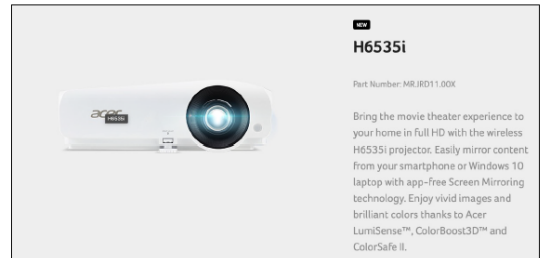 NEW
H6535i
Part Number: MR.JRD11.00X
acer
H6535i
Bring the movie theater experience to
your home in full HD with the wireless
H6535i projector. Easily mirror content
from your smartphone or Windows 10
laptop with app-free Screen Mirroring
technology. Enjoy vivid images and
brilliant colors thanks to Acer
LumiSense™, ColorBoost3D™ and
ColorSafe II.